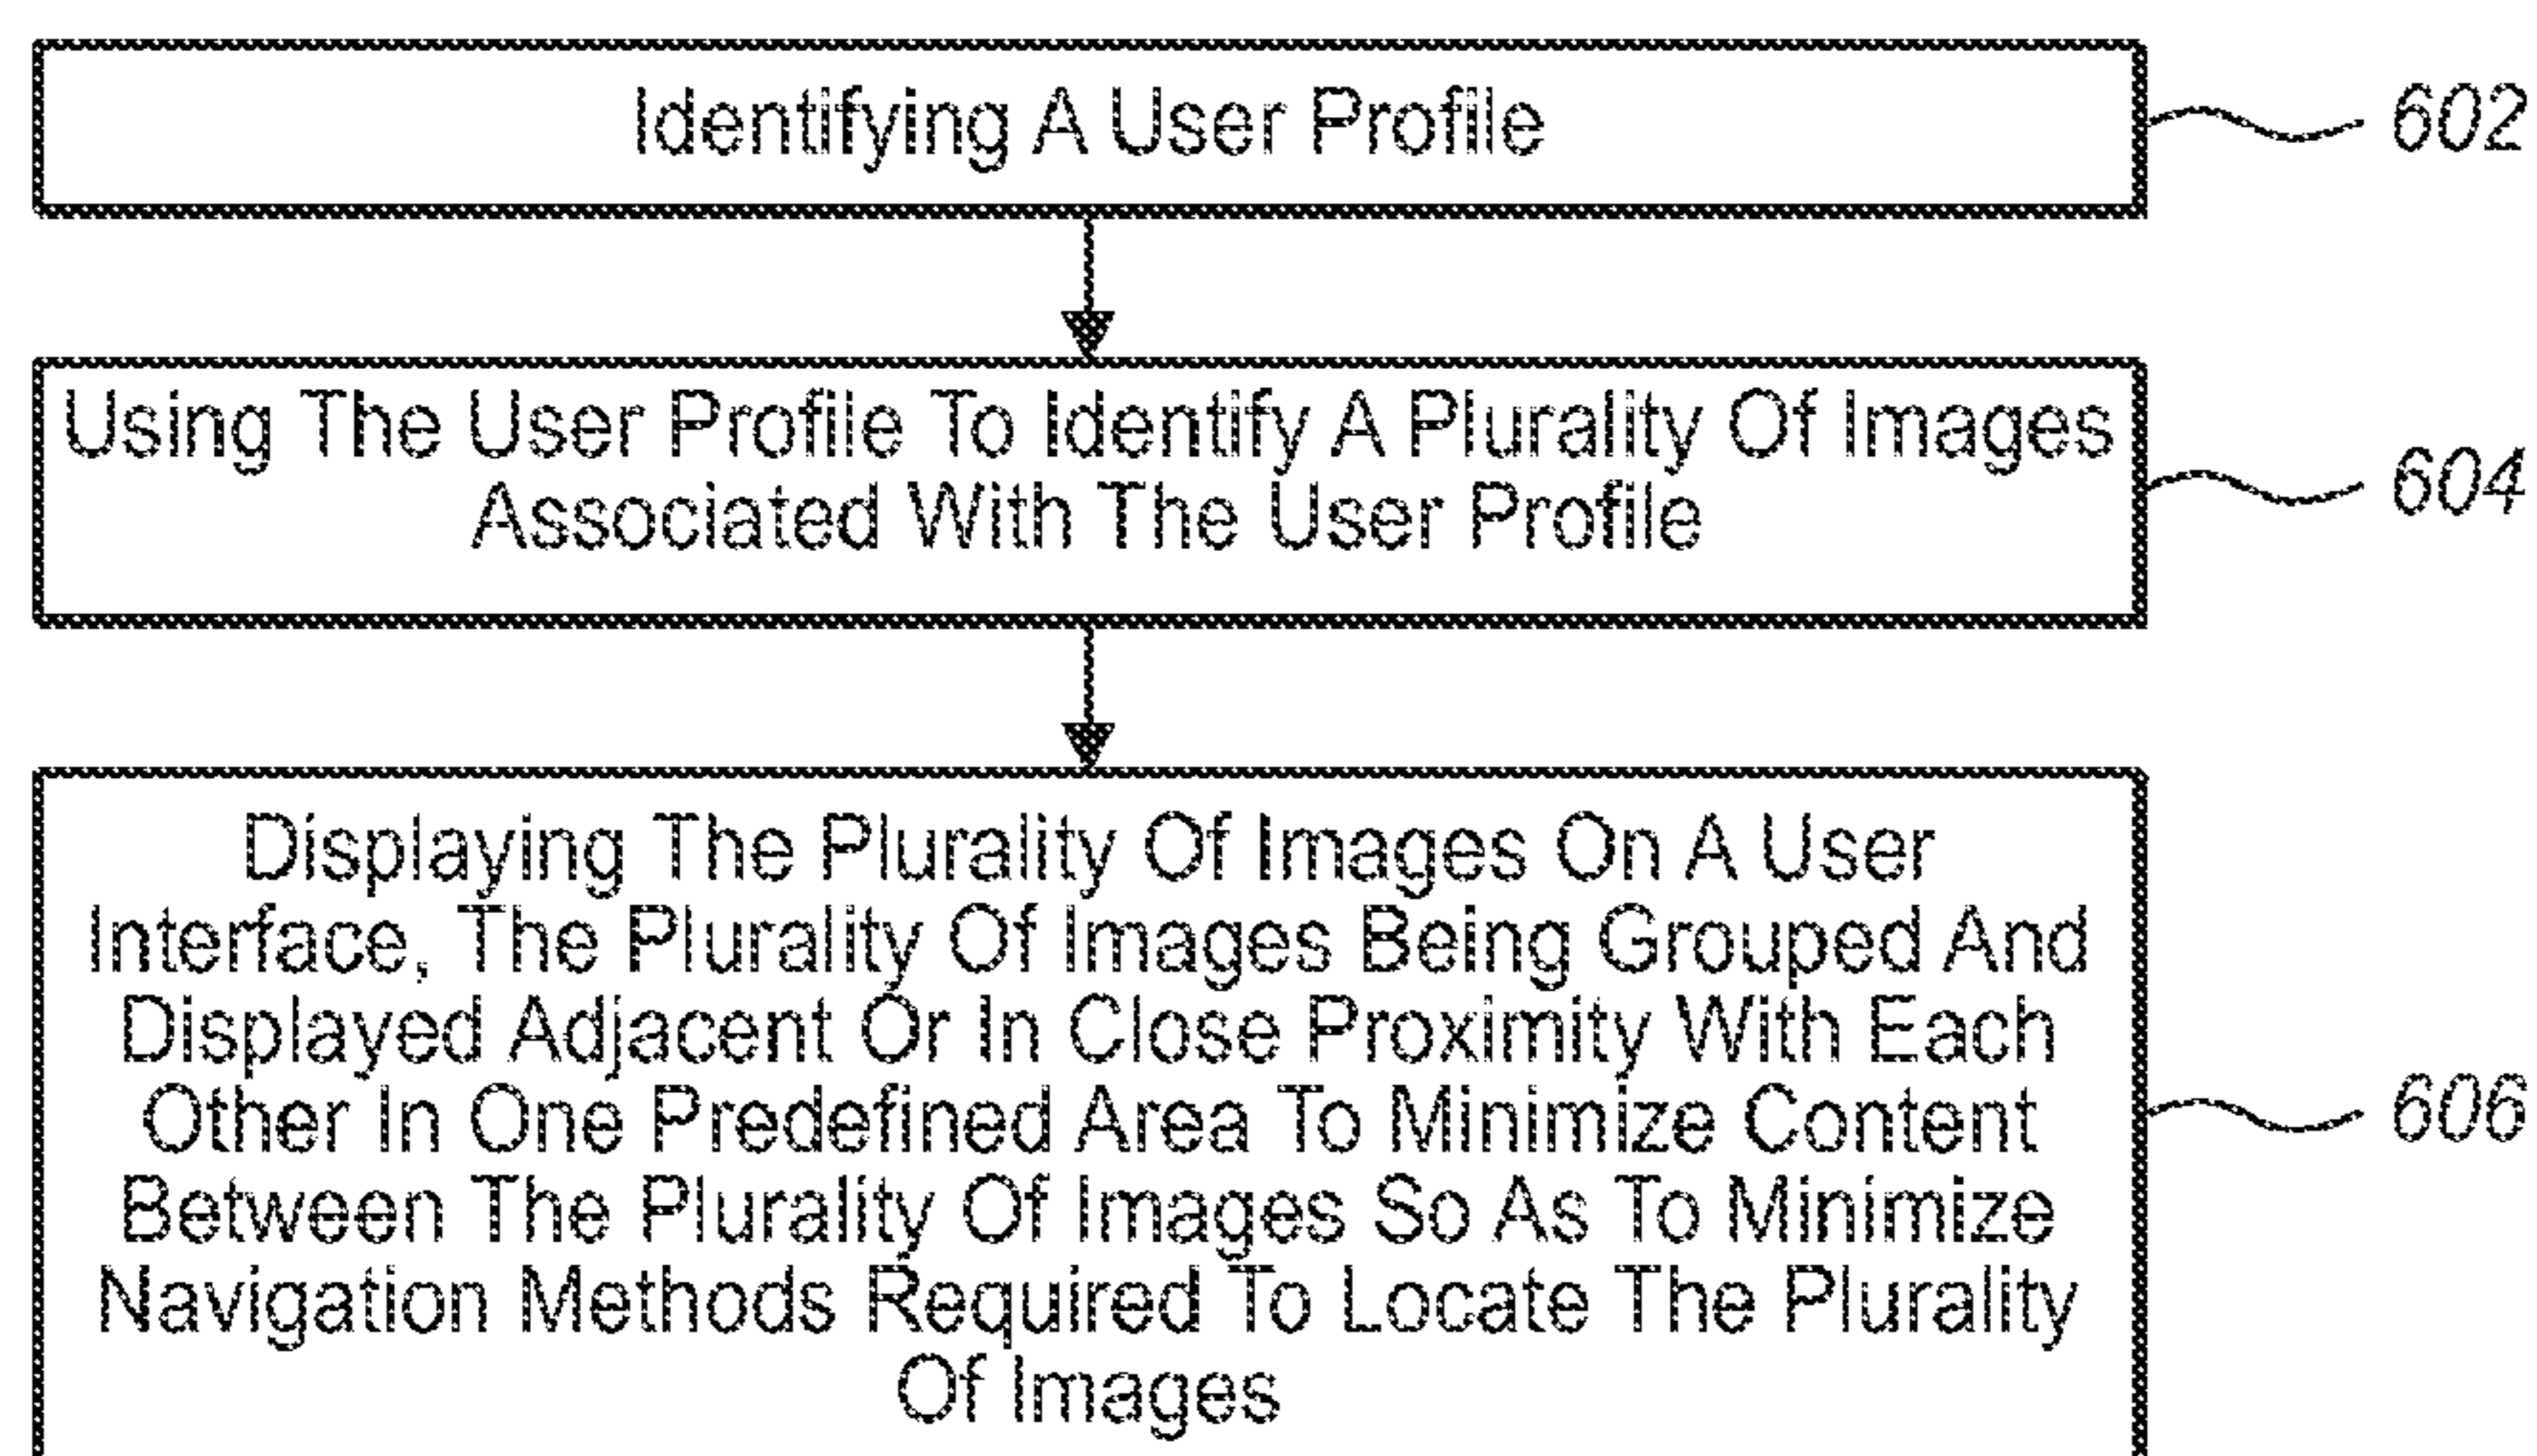 Identifying A User Profile
602
Using The User Profile To Identify A Plurality Of Images
Associated With The User Profile
604
Displaying The Plurality Of Images On A User
Interface, The Plurality Of Images Being Grouped And
Displayed Adjacent Or In Close Proximity With Each
Other In One Predefined Area To Minimize Content
Between The Plurality Of Images So As To Minimize
Navigation Methods Required To Locate The Plurality
Of Images
606